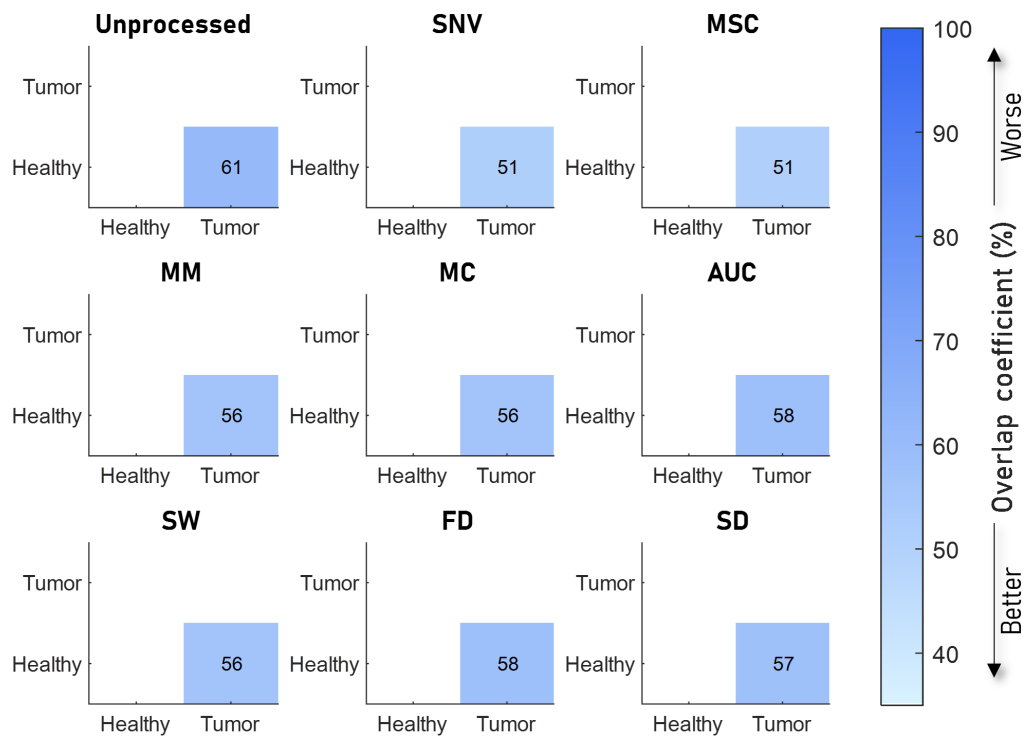 Unprocessed SNV MSC
Tumor Tumor Tumor
Healthy 61 Healthy 51 Healthy 51
Healthy Tumor Healthy Tumor Healthy Tumor
MM MC AUC
Tumor Tumor Tumor
Healthy 56 Healthy 56 Healthy 58
Healthy Tumor Healthy Tumor Healthy Tumor
SW FD SD
Tumor Tumor Tumor
Healthy 56 Healthy 58 Healthy 57
Healthy Tumor Healthy Tumor Healthy Tumor
100
90
80
70
60
50
40
Worse
Overlap coefficient (%)
Better